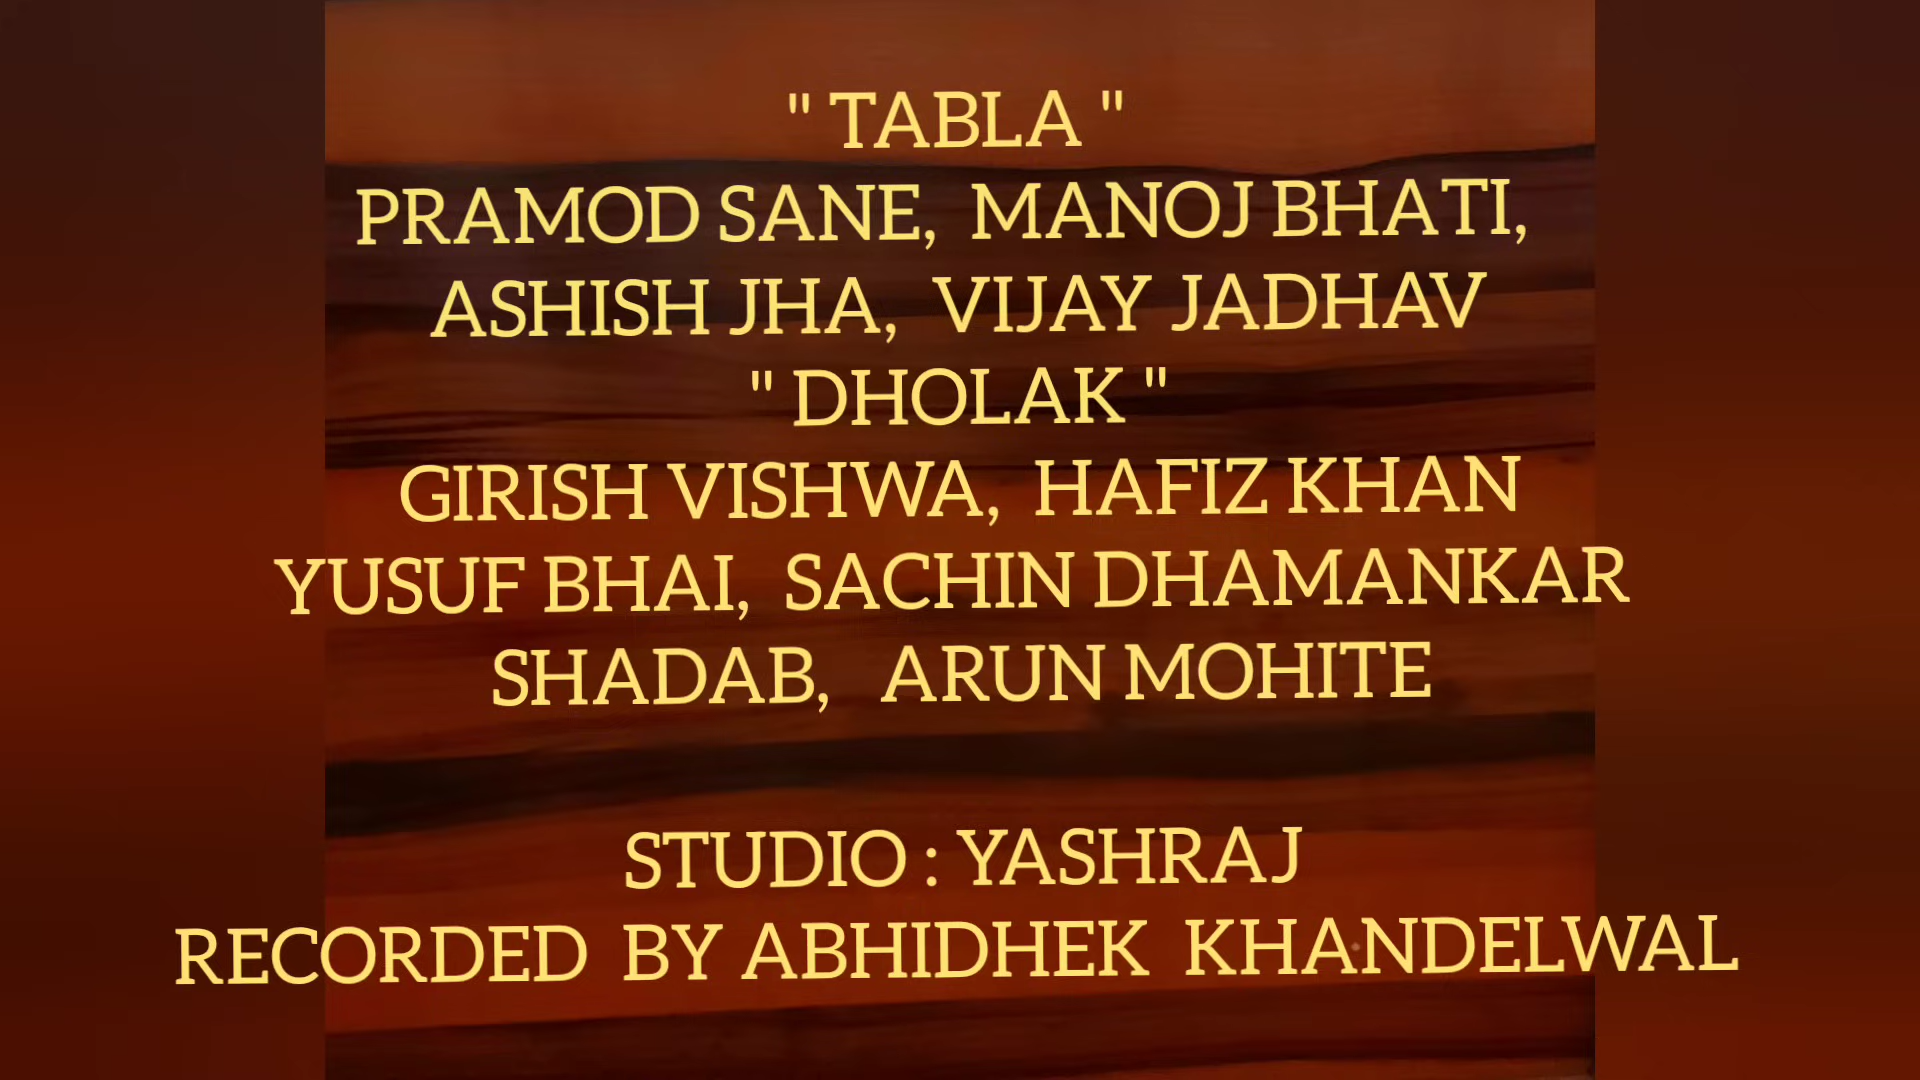 " TABLA "
PRAMOD SANE, MANOJ BHATI,
ASHISH JHA, VIJAY JADHAV
" DHOLAK "
GIRISH VISHWA, HAFIZ KHAN
YUSUF BHAI, SACHIN DHAMANKAR
SHADAB, ARUN MOHITE
STUDIO : YASHRAJ
RECORDED BY ABHIDHEK KHANDELWAL